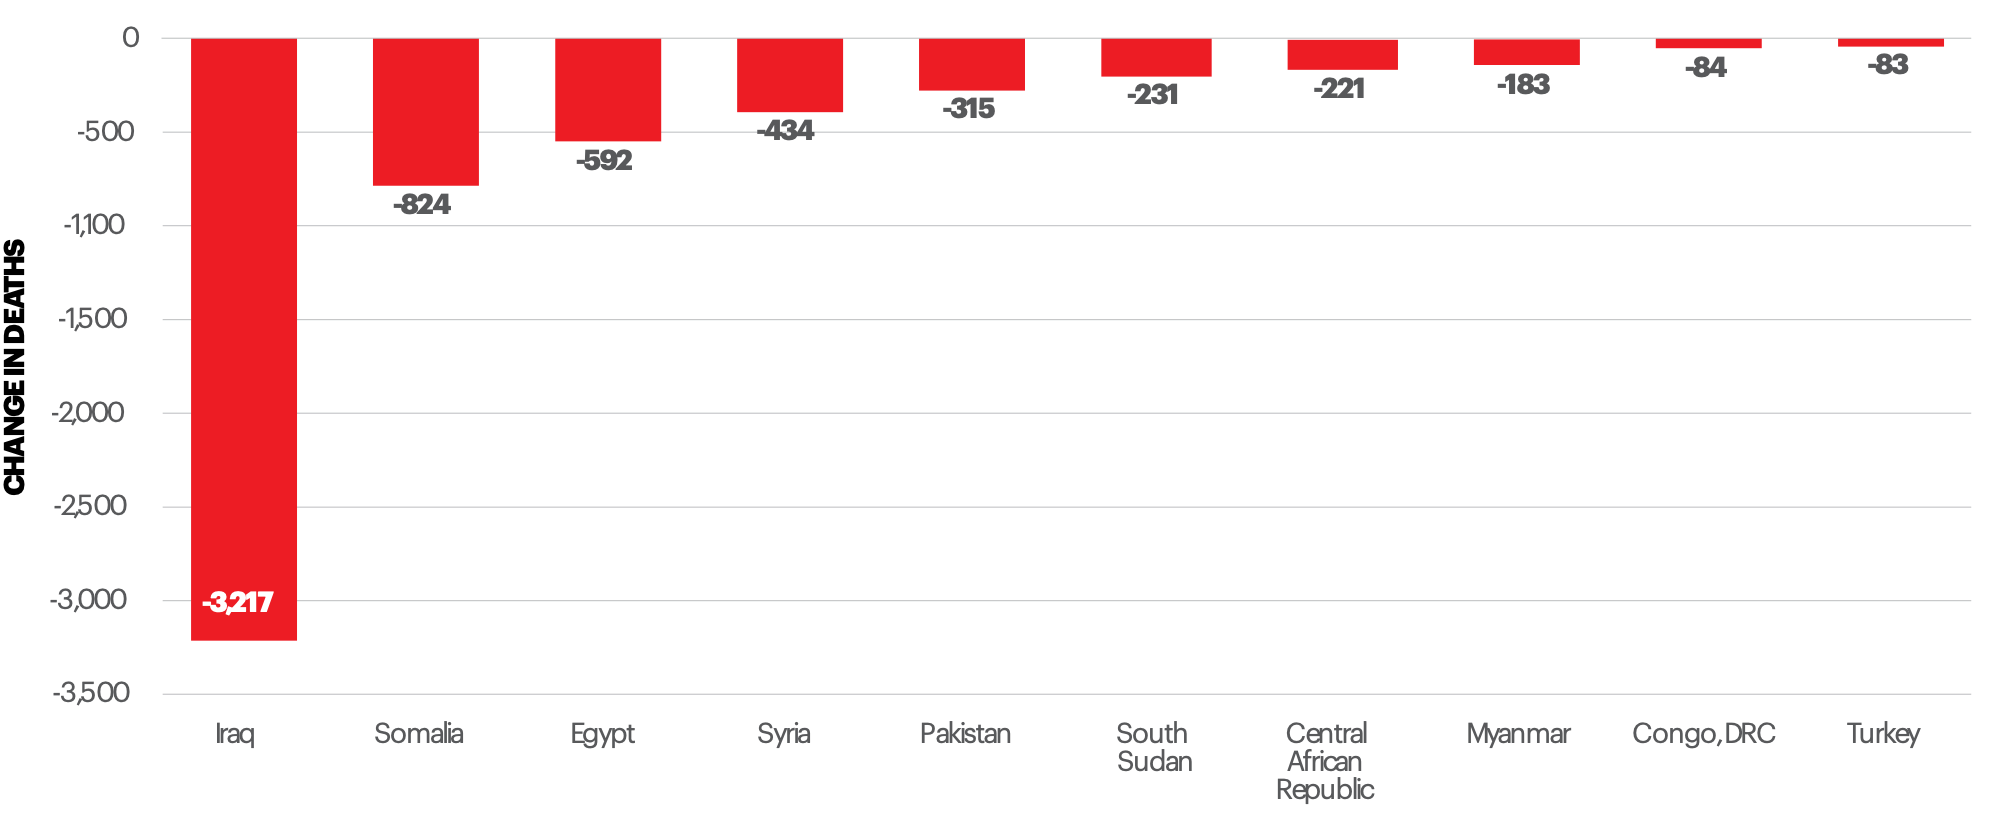 0
-500
-1,100
-1,500
-2,000
-2,500
-3,000
-3,500
CHANGE IN DEATHS
-3,217
-824
-592
-434
-315
-231
-221
-183
-84
-83
Iraq
Somalia
Egypt
Syria
Pakistan
South
Sudan
Central
African
Republic
Myanmar
Congo, DRC
Turkey